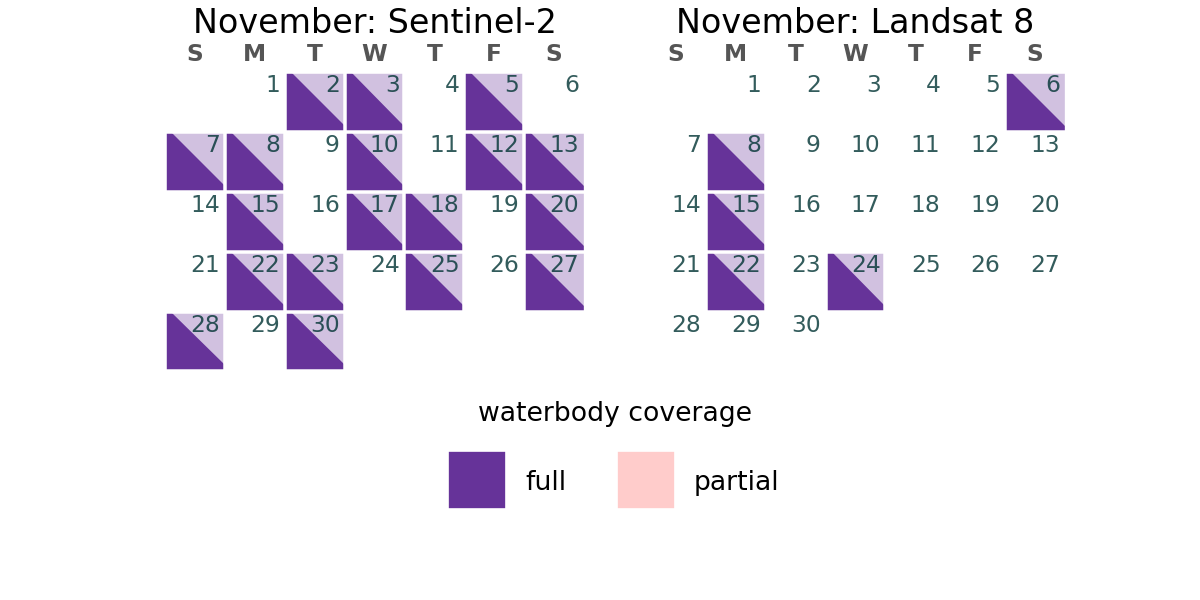 November: Sentinel-2
S M T W T F S
1 2 3 4 5 6
7 8 9 10 11 12 13
14 15 16 17 18 19 20
21 22 23 24 25 26 27
28 29 30
November: Landsat 8
S M T W T F S
1 2 3 4 5 6
7 8 9 10 11 12 13
14 15 16 17 18 19 20
21 22 23 24 25 26 27
28 29 30
waterbody coverage
full partial